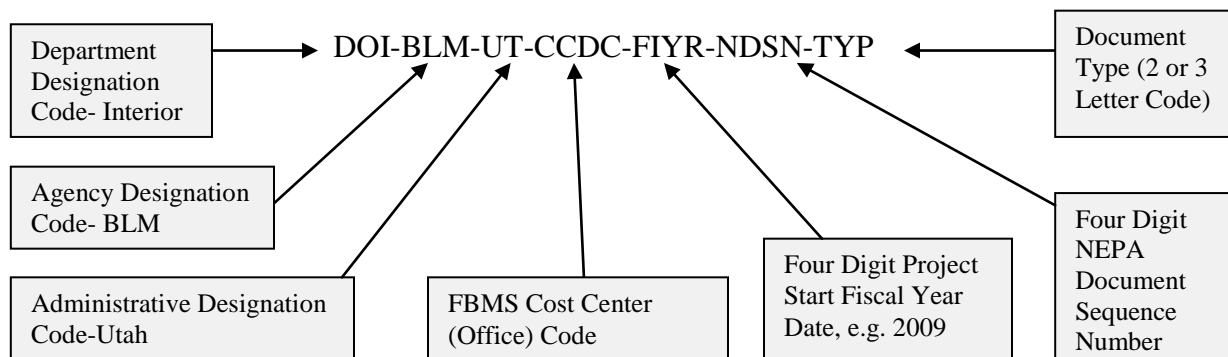 DOI-BLM-UT-CCDC-FIYR-NDSN-TYP
Department
Designation
Code- Interior
Document
Type (2 or 3
Letter Code)
Agency Designation
Code- BLM
Administrative Designation
Code-Utah
FBMS Cost Center
(Office) Code
Four Digit Project
Start Fiscal Year
Date, e.g. 2009
Four Digit
NEPA
Document
Sequence
Number